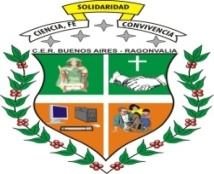 SOLIDARIDAD
CIENCIA, FE
CONVIVENCIA
C.E.R. BUENOS AIRES - RAGONVALIA